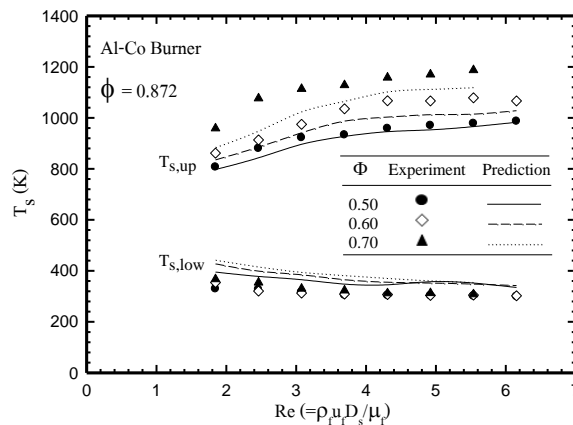 1400
1200
1000
800
600
400
200
0
T_s (K)
Al-Co Burner
ϕ = 0.872
T_s,up
T_s,low
Φ Experiment Prediction
0.50
0.60
0.70
0 1 2 3 4 5 6 7
Re (=ρ_f u_f D_s/μ_f)